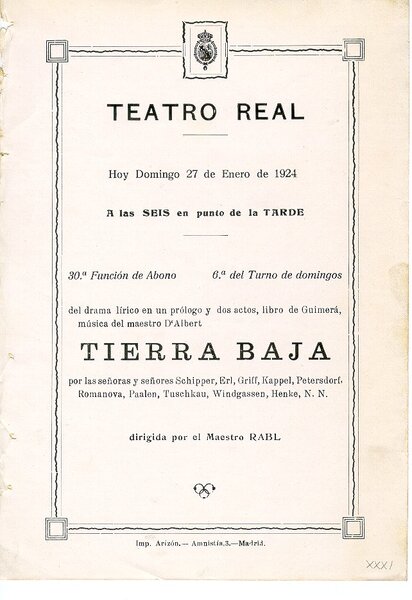 TEATRO REAL
Hoy Domingo 27 de Enero de 1924
A las SEIS en punto de la TARDE
30.ª Función de Abono 6.ª del Turno de domingos
del drama lírico en un prólogo y dos actos, libro de Guimerá,
música del maestro D'Albert
TIERRA BAJA
por las señoras y señores Schipper, Erl, Griff, Kappel, Petersdorf,
Romanova, Paalen, Tuschkau, Windgassen, Henke, N. N.
dirigida por el Maestro RABL
Imp. Arizón.—Amnistía, 3.—Madrid.
XXXI